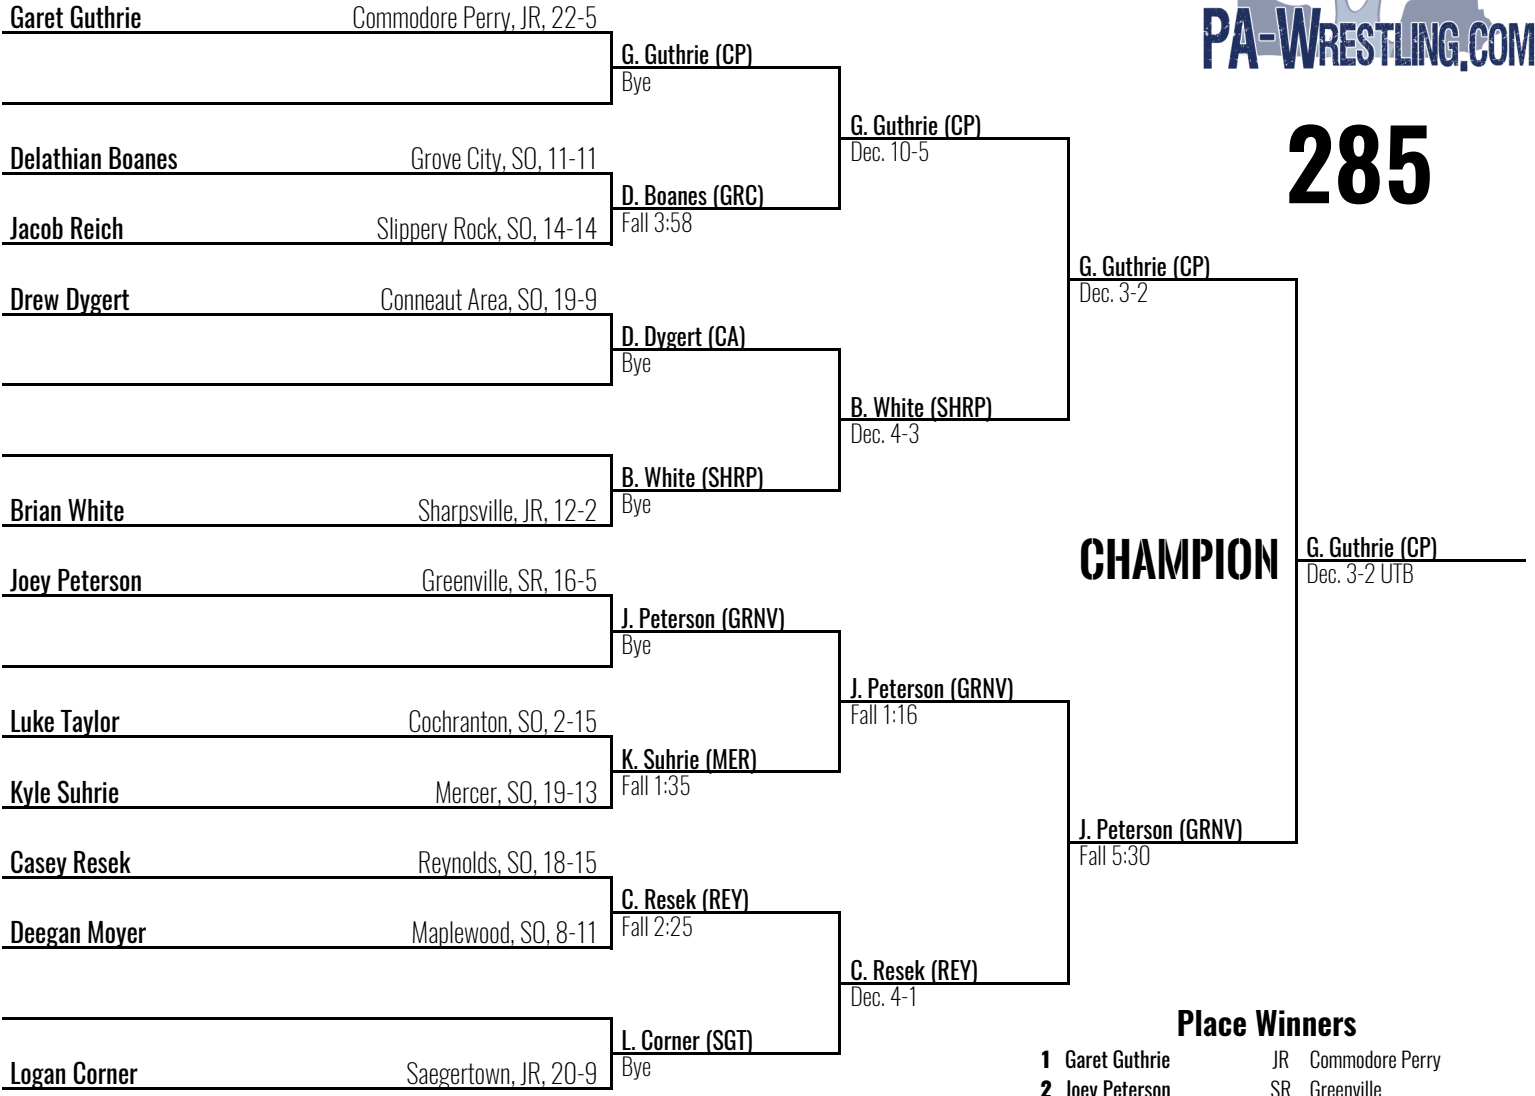 Garet Guthrie Commodore Perry, JR, 22-5
PA-WRESTLING.COM
G. Guthrie (CP)
Bye
G. Guthrie (CP)
Dec. 10-5
285
Delathian Boanes Grove City, SO, 11-11
D. Boanes (GRC)
Fall 3:58
Jacob Reich Slippery Rock, SO, 14-14
G. Guthrie (CP)
Dec. 3-2
Drew Dygert Conneaut Area, SO, 19-9
D. Dygert (CA)
Bye
B. White (SHRP)
Dec. 4-3
B. White (SHRP)
Bye
Brian White Sharpsville, JR, 12-2
CHAMPION
G. Guthrie (CP)
Dec. 3-2 UTB
Joey Peterson Greenville, SR, 16-5
J. Peterson (GRNV)
Bye
J. Peterson (GRNV)
Fall 1:16
Luke Taylor Cochranton, SO, 2-15
K. Suhrie (MER)
Fall 1:35
Kyle Suhrie Mercer, SO, 19-13
J. Peterson (GRNV)
Fall 5:30
Casey Resek Reynolds, SO, 18-15
C. Resek (REY)
Fall 2:25
Deegan Moyer Maplewood, SO, 8-11
C. Resek (REY)
Dec. 4-1
L. Corner (SGT)
Bye
Logan Corner Saegertown, JR, 20-9
Place Winners
1 Garet Guthrie JR Commodore Perry
2 Joey Peterson SR Greenville